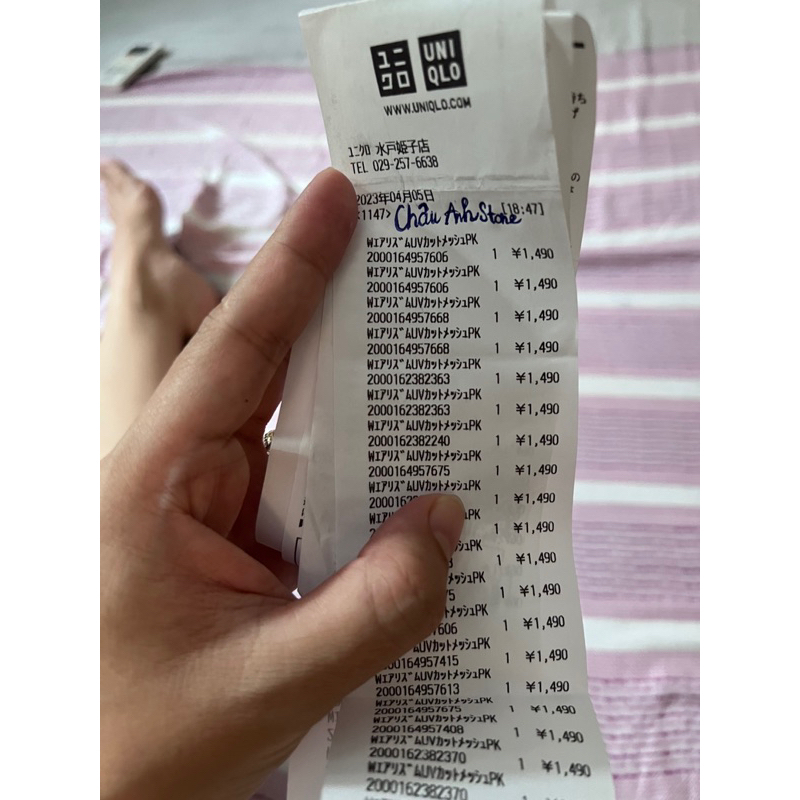 ユニ
クロ
UNI
QLO
WWW.UNIQLO.COM
ユニクロ 水戸姫子店
TEL 029-257-6638
2023年04月05日
1147> Châu Anh Store [18:47]
WエアリズムUVカットメッシュPK
2000164957606 1 ¥1,490
WエアリズムUVカットメッシュPK
2000164957606 1 ¥1,490
WエアリズムUVカットメッシュPK
2000164957668 1 ¥1,490
WエアリズムUVカットメッシュPK
2000164957668 1 ¥1,490
WエアリズムUVカットメッシュPK
2000162382363 1 ¥1,490
WエアリズムUVカットメッシュPK
2000162382363 1 ¥1,490
WエアリズムUVカットメッシュPK
2000162382240 1 ¥1,490
WエアリズムUVカットメッシュPK
2000164957675 1 ¥1,490
WエアリズムUVカットメッシュPK
1 ¥1,490
1 ¥1,490
ッシュPK
1 ¥1,490
メッシュPK
75 1 ¥1,490
メッシュPK
606 1 ¥1,490
ムUVカットメッシュPK
2000164957415 1 ¥1,490
WエアリズムUVカットメッシュPK
2000164957613 1 ¥1,490
WエアリズムUVカットメッシュPK
2000164957675 1 ¥1,490
WエアリズムUVカットメッシュPK
2000164957408 1 ¥1,490
WエアリズムUVカットメッシュPK
2000162382370 1 ¥1,490
WエアリズムUVカットメッシュPK
2000162382370